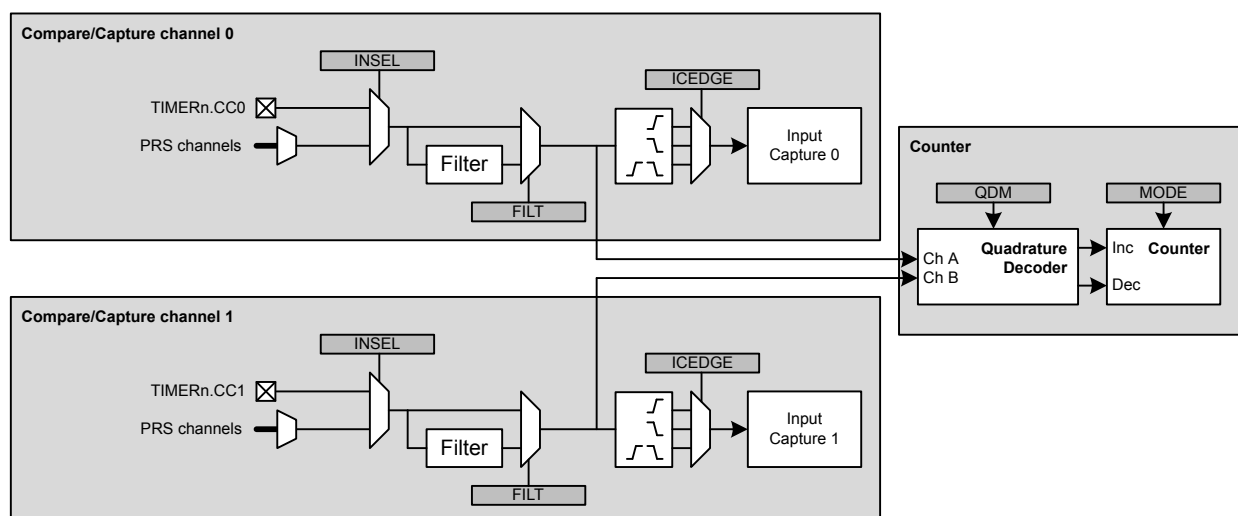 Compare/Capture channel 0
INSEL
TIMERn.CC0
PRS channels
Filter
FILT
ICEDGE
Input
Capture 0
Counter
QDM
MODE
Ch A
Ch B
Quadrature
Decoder
Inc
Counter
Dec
Compare/Capture channel 1
INSEL
TIMERn.CC1
PRS channels
Filter
FILT
ICEDGE
Input
Capture 1